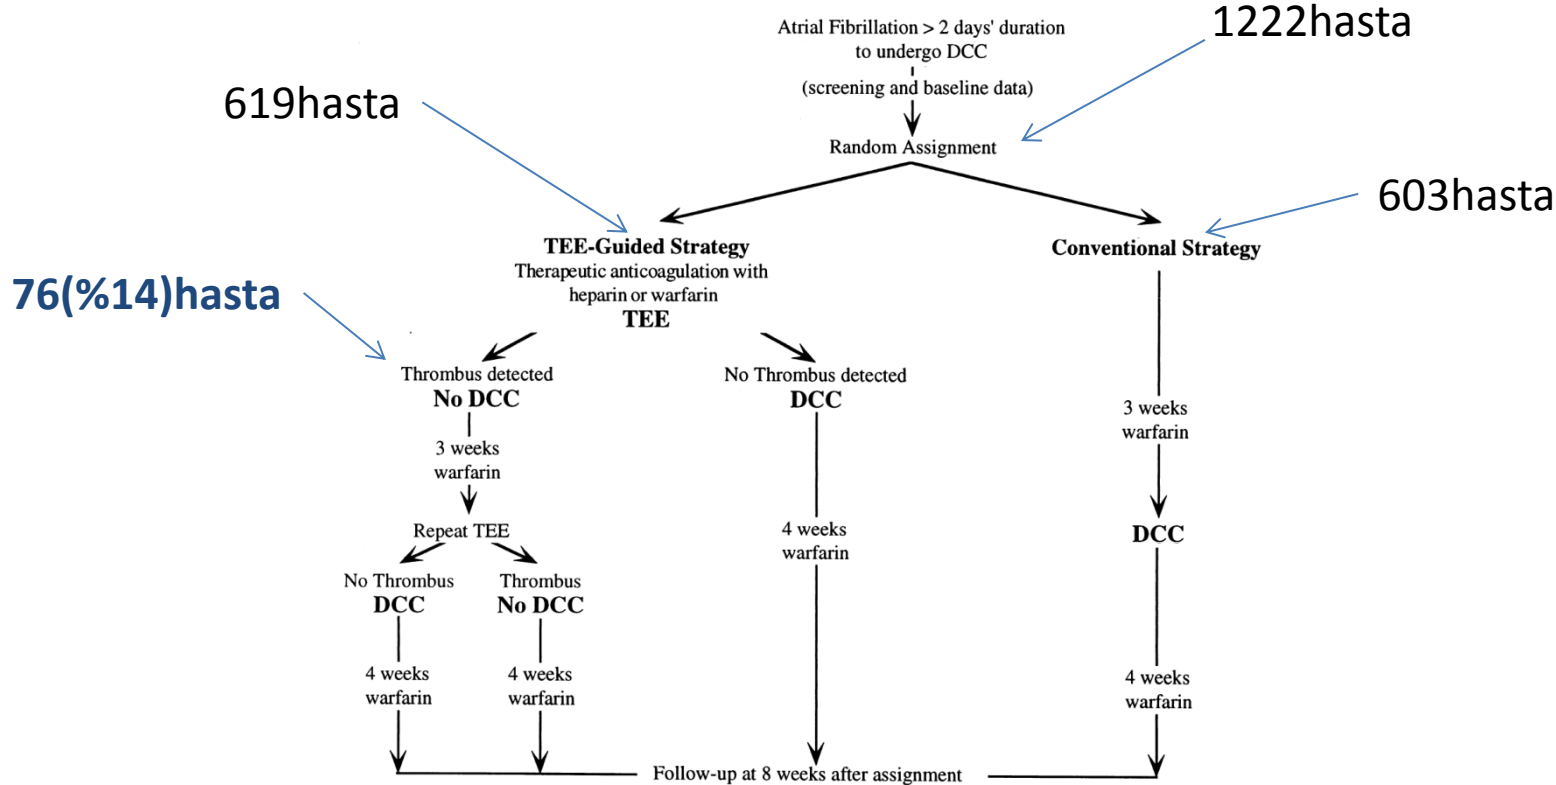 Atrial Fibrillation > 2 days' duration
to undergo DCC
(screening and baseline data)
Random Assignment
1222hasta
619hasta
603hasta
TEE-Guided Strategy
Therapeutic anticoagulation with
heparin or warfarin
TEE
Conventional Strategy
76(%14)hasta
Thrombus detected
No DCC
No Thrombus detected
DCC
3 weeks
warfarin
3 weeks
warfarin
Repeat TEE
4 weeks
warfarin
DCC
No Thrombus
DCC
Thrombus
No DCC
4 weeks
warfarin
4 weeks
warfarin
4 weeks
warfarin
Follow-up at 8 weeks after assignment